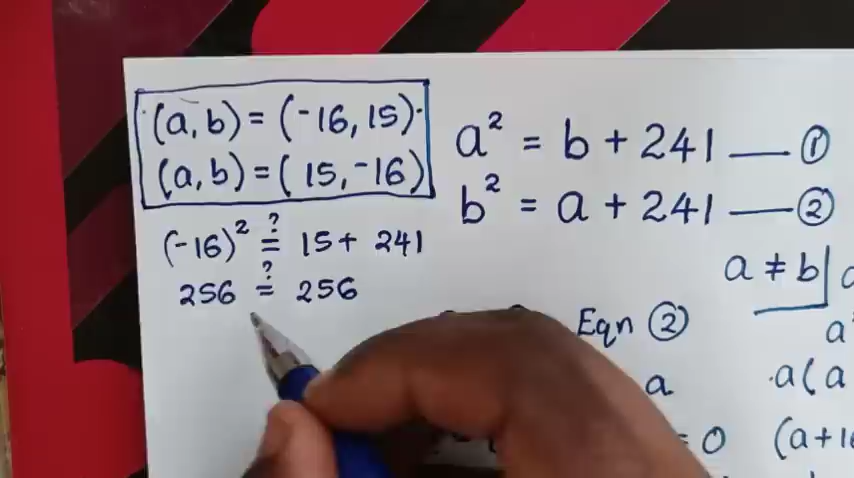 (a,b) = (-16, 15).
(a,b) = (15, -16)
(-16)² ≟ 15 + 241
256 ≟ 256
a² = b + 241 —— ①
b² = a + 241 —— ②
a ≠ b
Eqn ②
a
.a(a
= 0
(a+1